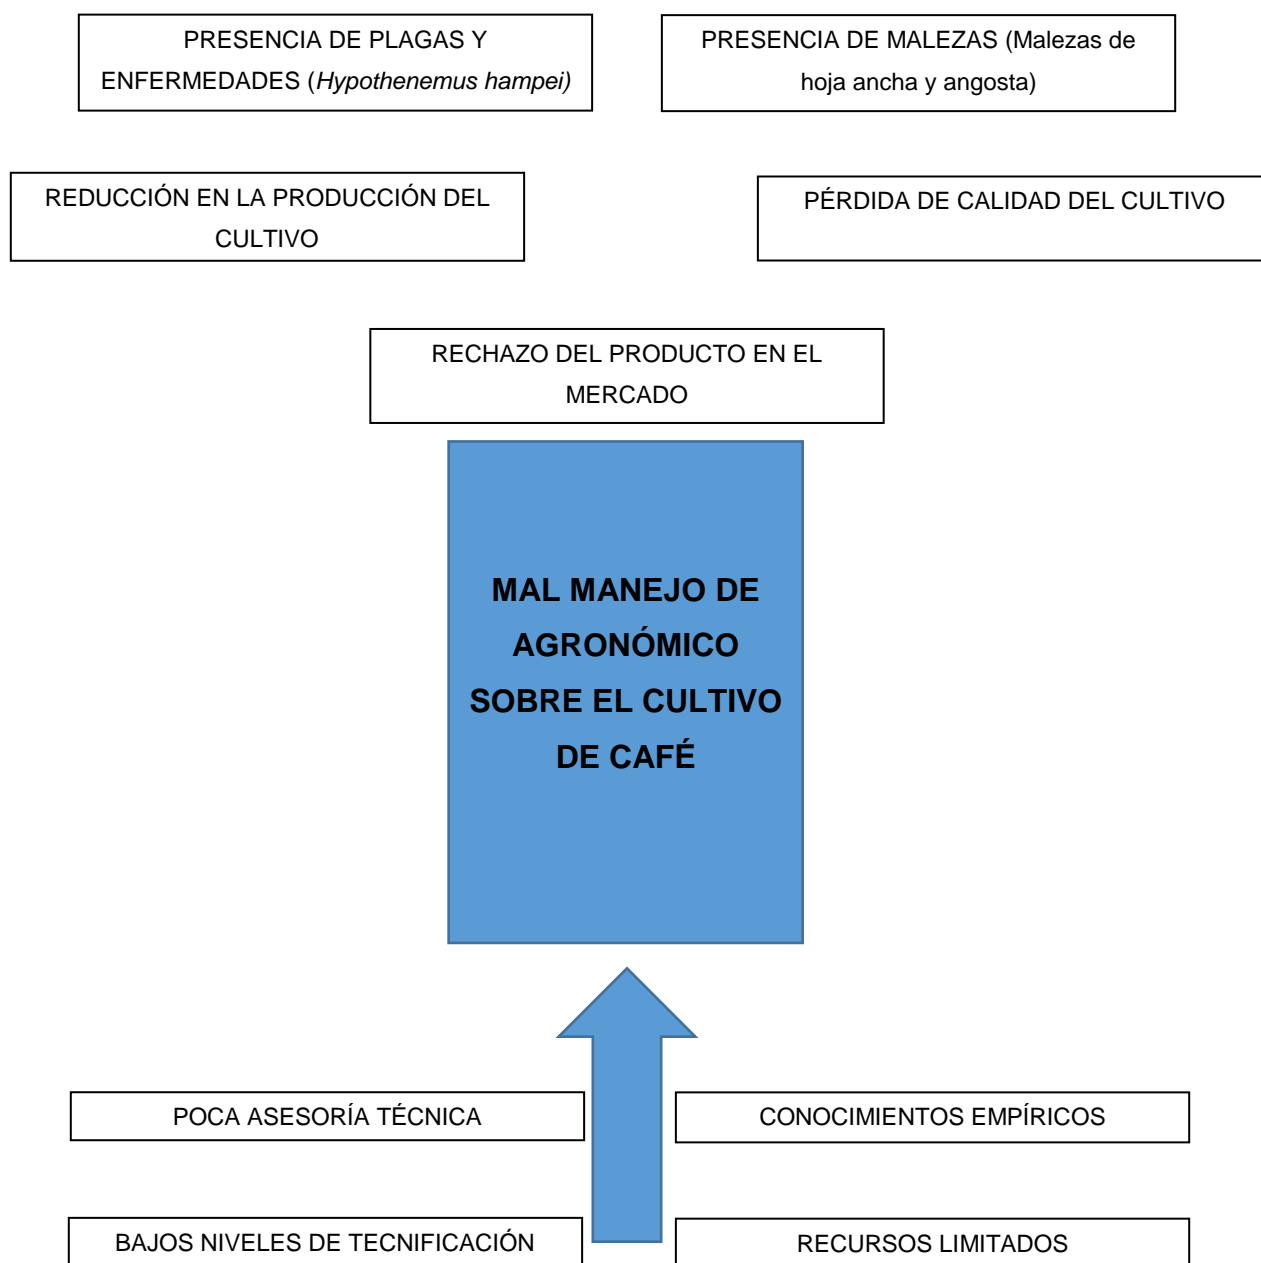 PRESENCIA DE PLAGAS Y
ENFERMEDADES (Hypothenemus hampei)
PRESENCIA DE MALEZAS (Malezas de
hoja ancha y angosta)
REDUCCIÓN EN LA PRODUCCIÓN DEL
CULTIVO
PÉRDIDA DE CALIDAD DEL CULTIVO
RECHAZO DEL PRODUCTO EN EL
MERCADO
MAL MANEJO DE
AGRONÓMICO
SOBRE EL CULTIVO
DE CAFÉ
POCA ASESORÍA TÉCNICA
CONOCIMIENTOS EMPÍRICOS
BAJOS NIVELES DE TECNIFICACIÓN
RECURSOS LIMITADOS